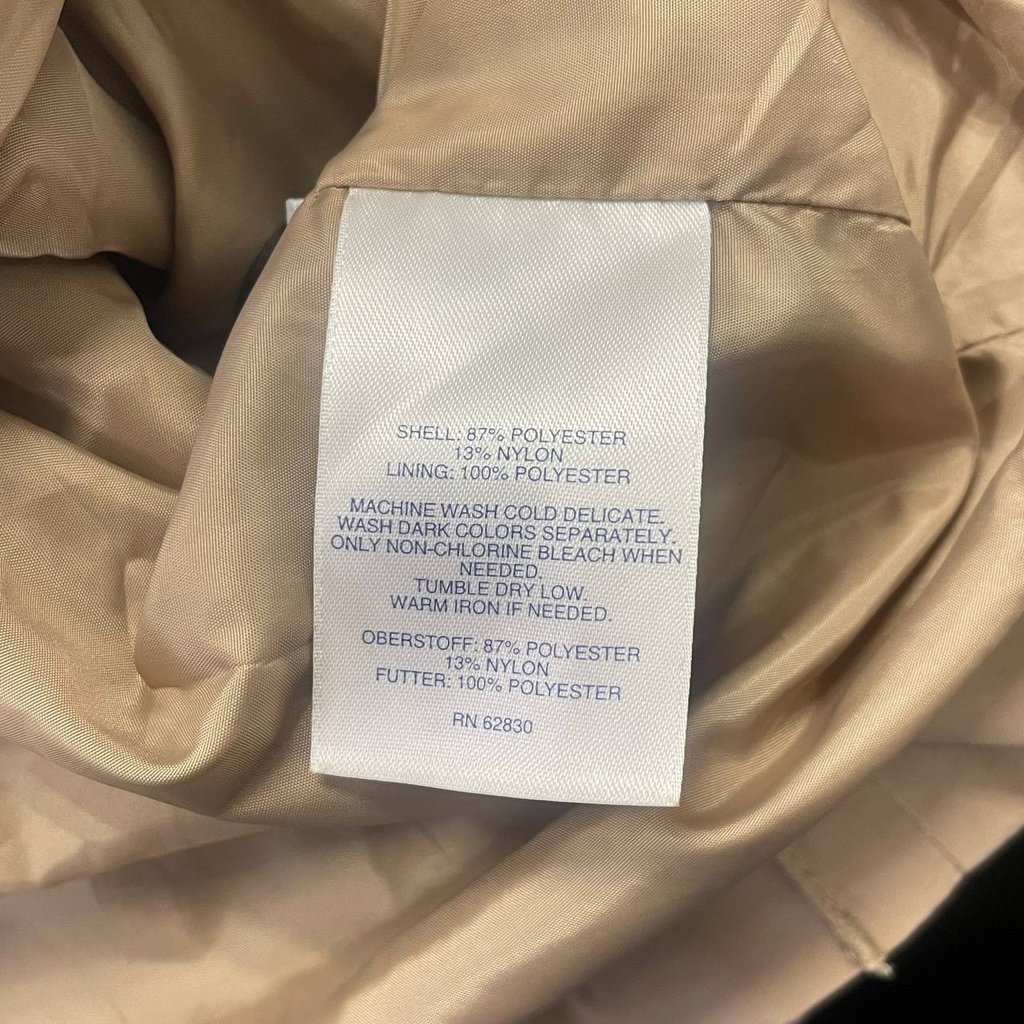 SHELL: 87% POLYESTER
13% NYLON
LINING: 100% POLYESTER
MACHINE WASH COLD DELICATE.
WASH DARK COLORS SEPARATELY.
ONLY NON-CHLORINE BLEACH WHEN
NEEDED.
TUMBLE DRY LOW.
WARM IRON IF NEEDED.
OBERSTOFF: 87% POLYESTER
13% NYLON
FUTTER: 100% POLYESTER
RN 62830